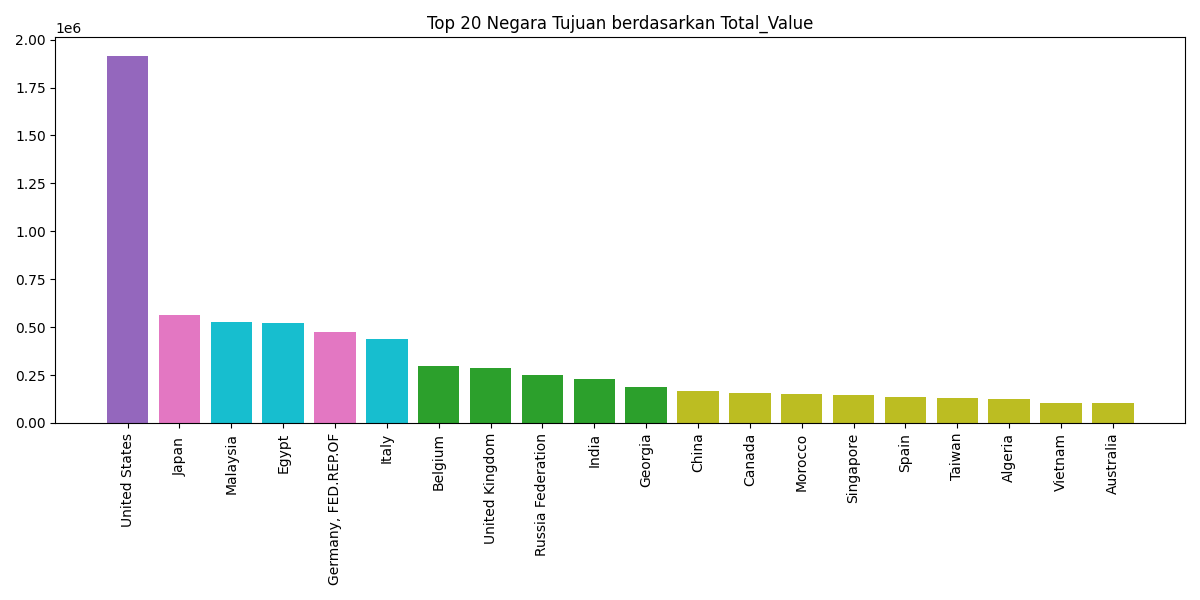 Top 20 Negara Tujuan berdasarkan Total_Value
1e6
2.00
1.75
1.50
1.25
1.00
0.75
0.50
0.25
0.00
United States
Japan
Malaysia
Egypt
Germany, FED.REP.OF
Italy
Belgium
United Kingdom
Russia Federation
India
Georgia
China
Canada
Morocco
Singapore
Spain
Taiwan
Algeria
Vietnam
Australia